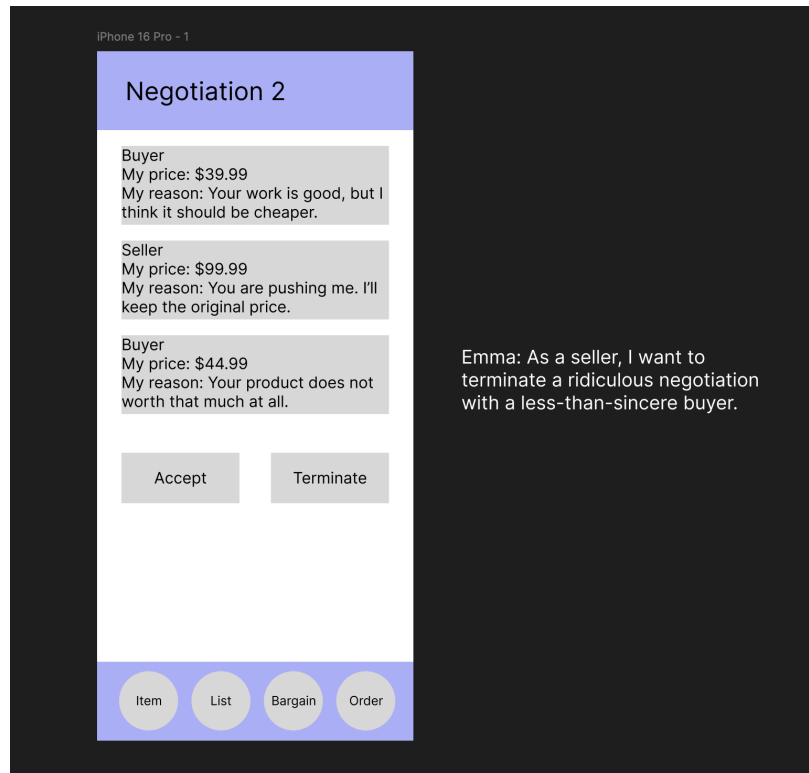 iPhone 16 Pro - 1
Negotiation 2
Buyer
My price: $39.99
My reason: Your work is good, but I
think it should be cheaper.
Seller
My price: $99.99
My reason: You are pushing me. I’ll
keep the original price.
Buyer
My price: $44.99
My reason: Your product does not
worth that much at all.
Accept
Terminate
Emma: As a seller, I want to
terminate a ridiculous negotiation
with a less-than-sincere buyer.
Item
List
Bargain
Order